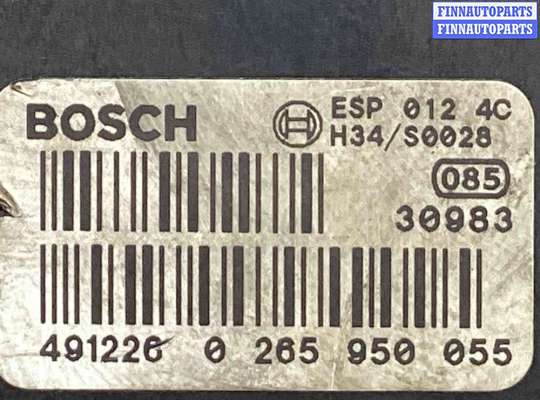 FINNAUTOPARTS
FINNAUTOPARTS
BOSCH
ESP 012 4C
H34/S0028
085
30983
491226 0 265 950 055